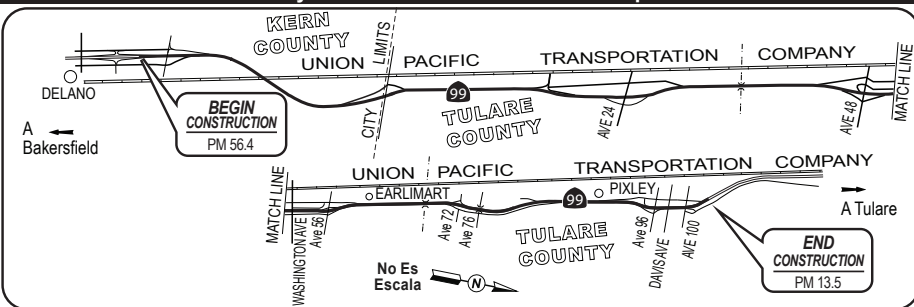 KERN
COUNTY
CITY LIMITS
UNION PACIFIC TRANSPORTATION COMPANY
DELANO
BEGIN
CONSTRUCTION
PM 56.4
A
Bakersfield
99
TULARE
COUNTY
AVE 24
AVE 48
MATCH LINE
UNION PACIFIC TRANSPORTATION COMPANY
MATCH LINE
WASHINGTON AVE
Ave 56
EARLIMART
Ave 72
Ave 76
99
PIXLEY
TULARE
COUNTY
Ave 96
DAVIS AVE
AVE 100
A Tulare
END
CONSTRUCTION
PM 13.5
No Es
Escala
N